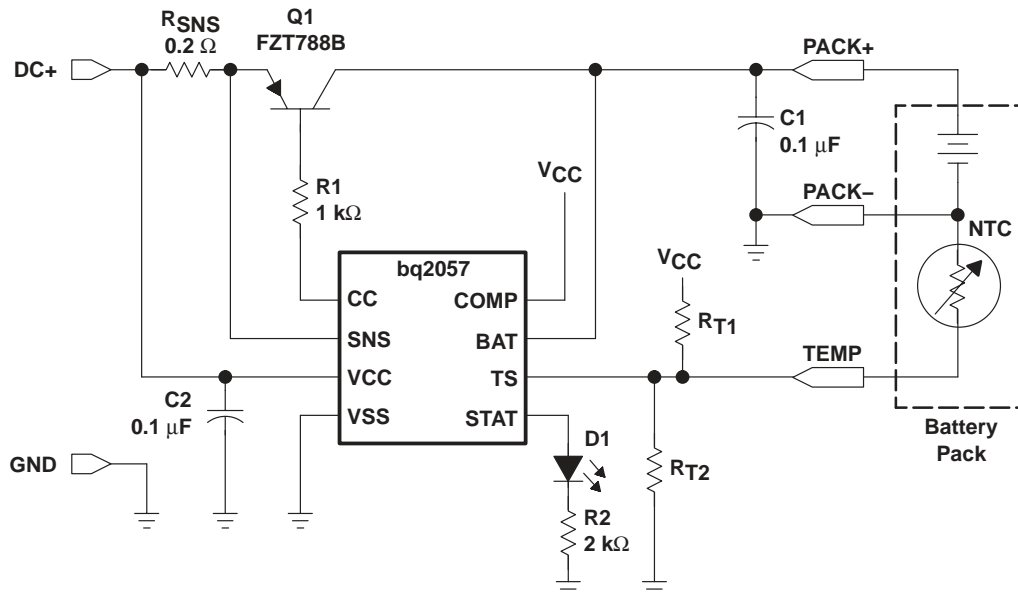 RSNS
0.2 Ω
Q1
FZT788B
DC+
PACK+
C1
0.1 µF
R1
1 kΩ
VCC
PACK–
NTC
bq2057
VCC
CC
COMP
RT1
SNS
BAT
TEMP
VCC
TS
C2
0.1 µF
VSS
STAT
D1
Battery
Pack
GND
RT2
R2
2 kΩ